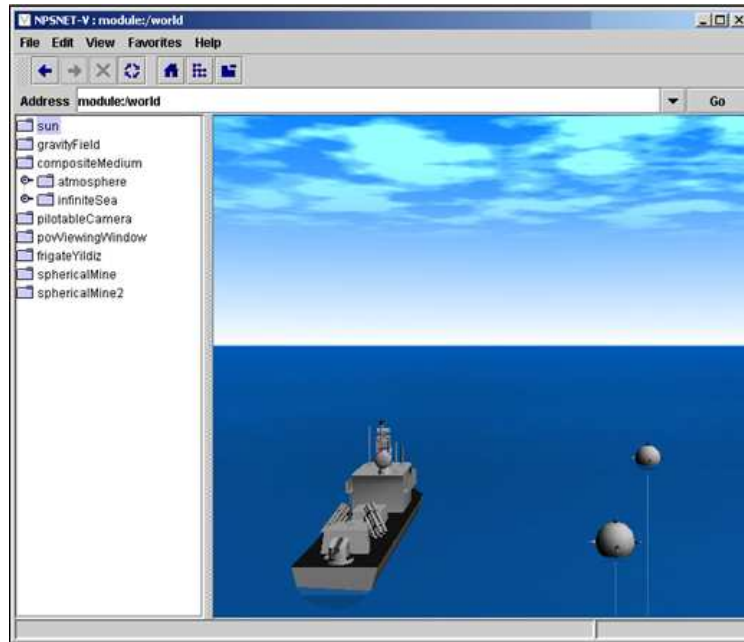 NPSNET-V : module:/world
File Edit View Favorites Help
Address module:/world Go
sun
gravityField
compositeMedium
atmosphere
infiniteSea
pilotableCamera
povViewingWindow
frigateYildiz
sphericalMine
sphericalMine2